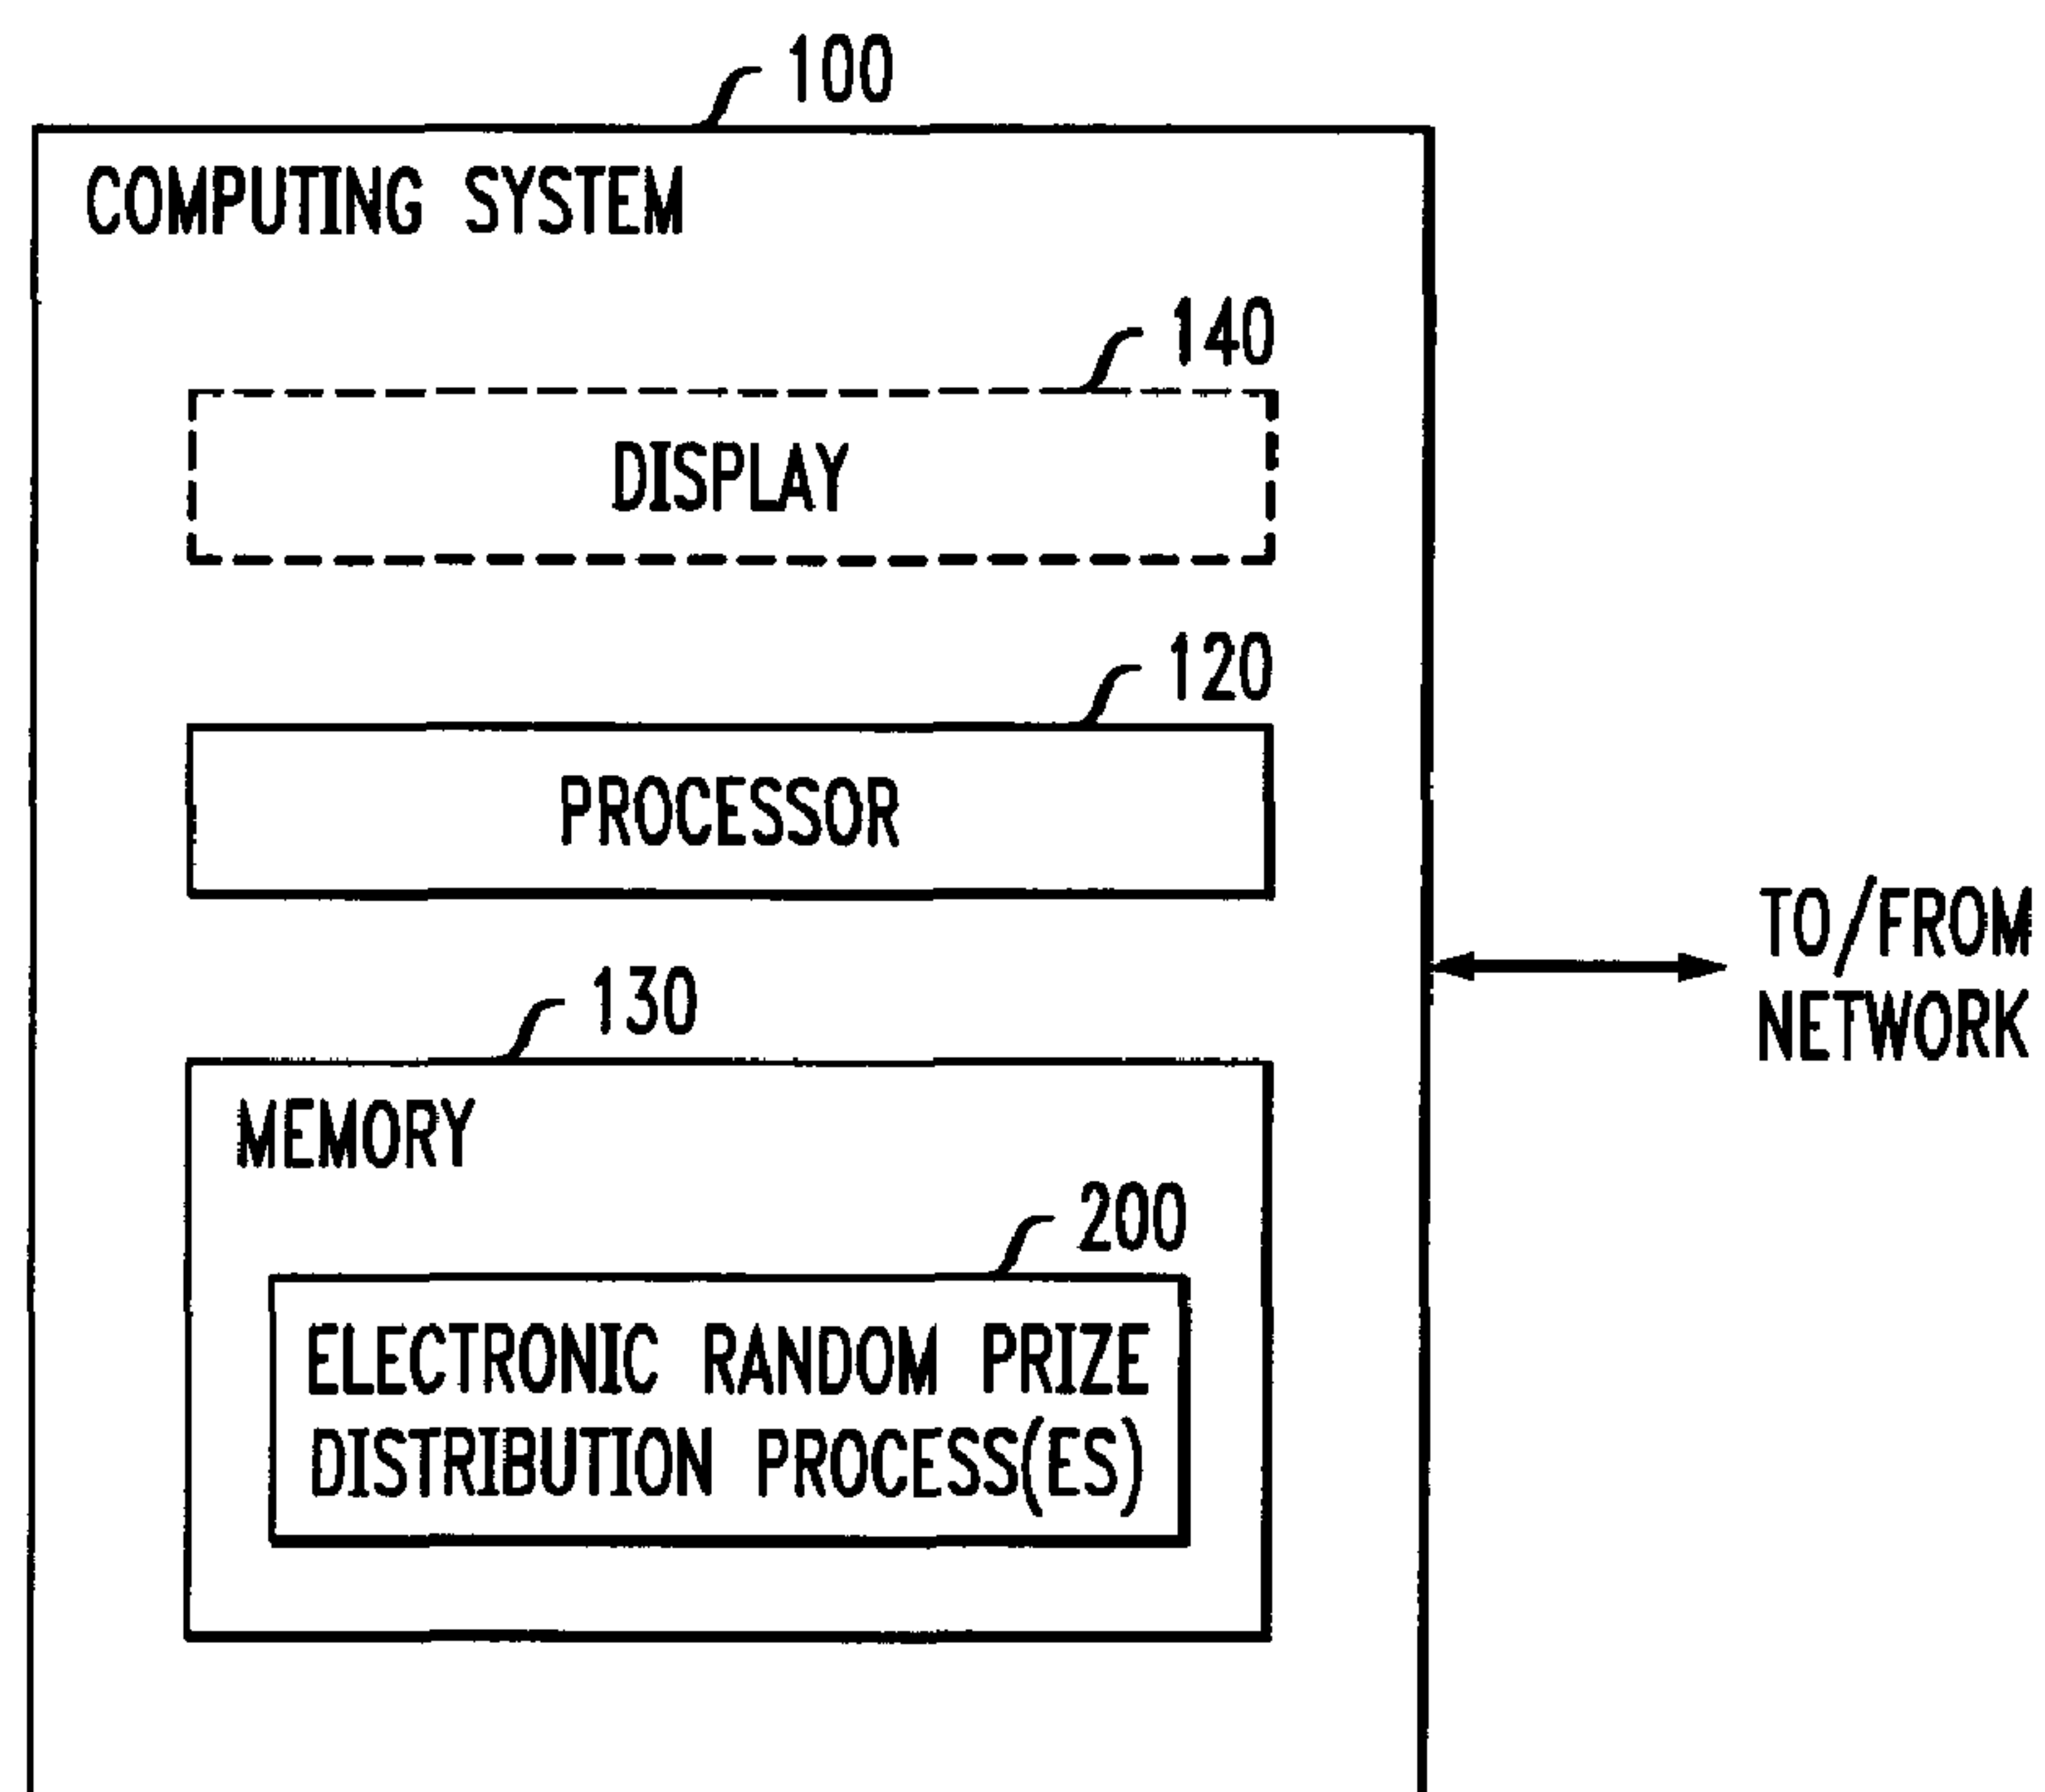 100
COMPUTING SYSTEM
140
DISPLAY
120
PROCESSOR
TO/FROM
NETWORK
130
MEMORY
200
ELECTRONIC RANDOM PRIZE
DISTRIBUTION PROCESS(ES)